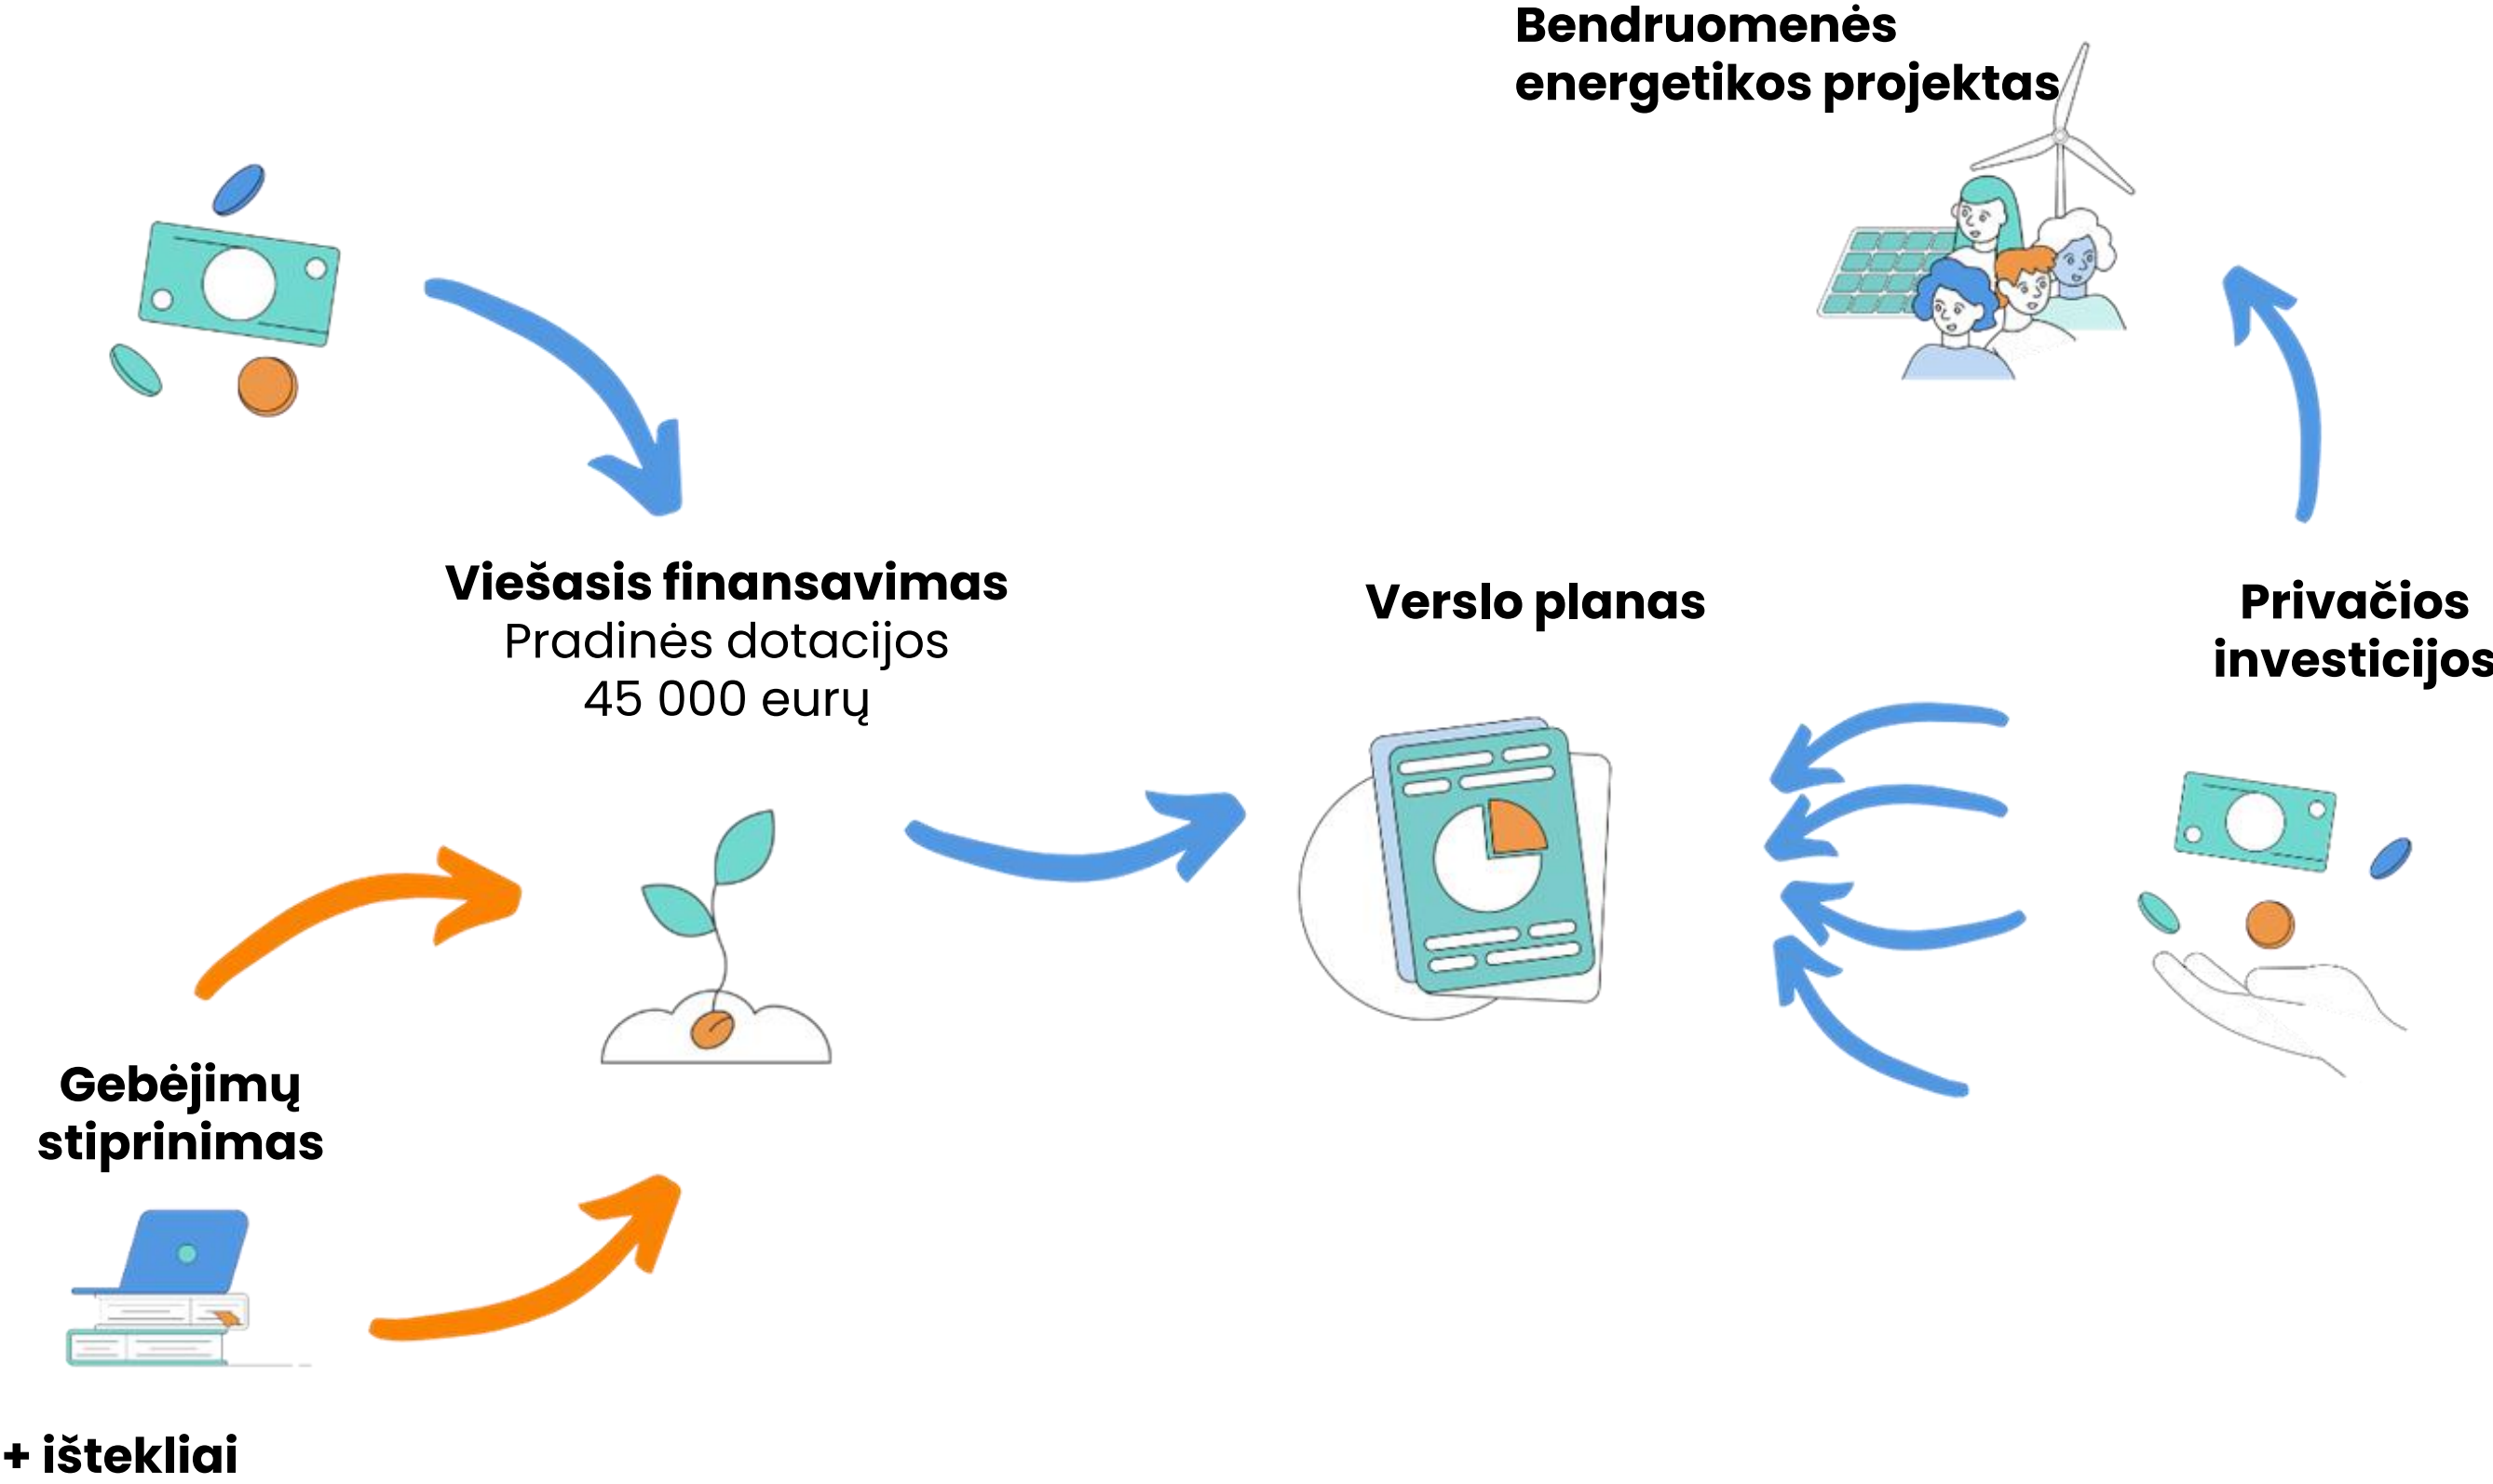 Bendruomenės
energetikos projektas
Viešasis finansavimas
Pradinės dotacijos
45 000 eurų
Verslo planas
Privačios
investicijos
Gebėjimų
stiprinimas
+ ištekliai